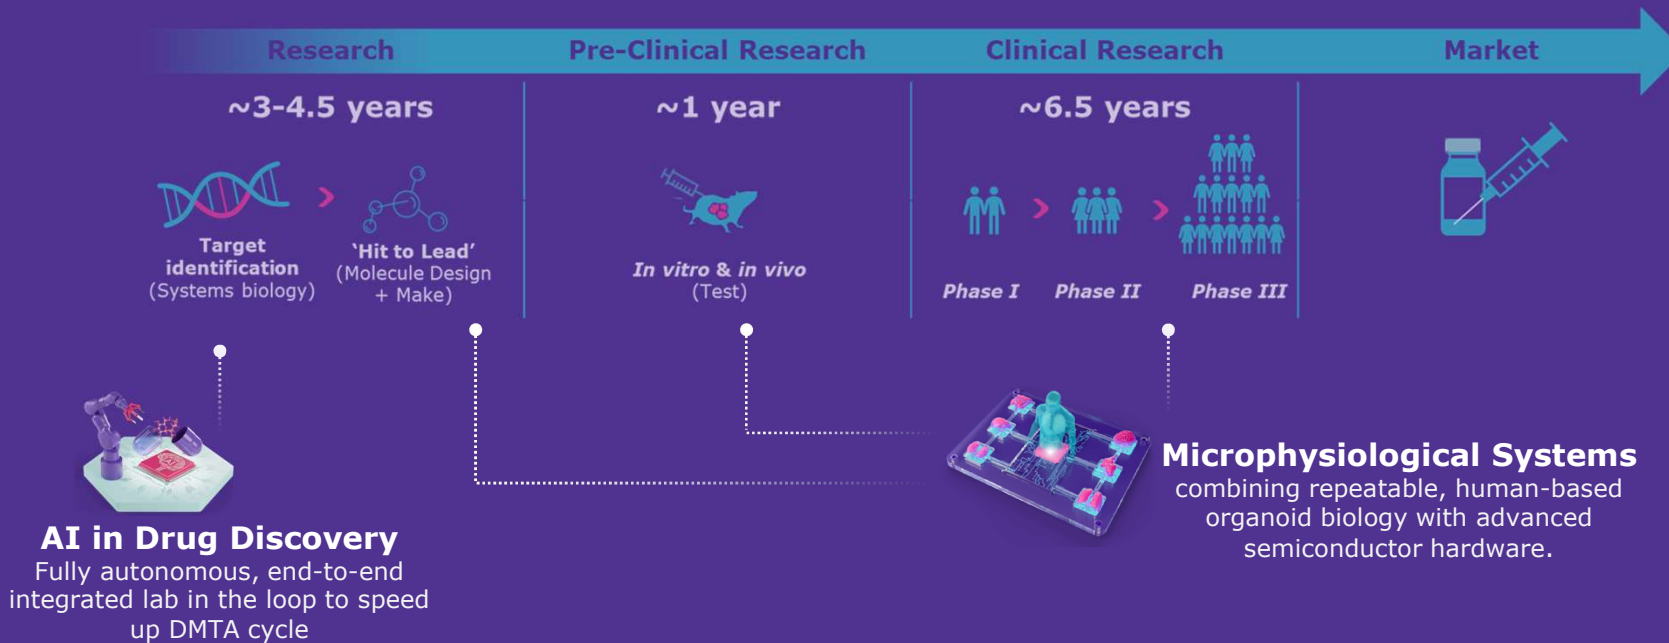 Research
Pre-Clinical Research
Clinical Research
Market
~3-4.5 years
~1 year
~6.5 years
Target
identification
(Systems biology)
‘Hit to Lead’
(Molecule Design
+ Make)
In vitro & in vivo
(Test)
Phase I
Phase II
Phase III
AI in Drug Discovery
Fully autonomous, end-to-end
integrated lab in the loop to speed
up DMTA cycle
Microphysiological Systems
combining repeatable, human-based
organoid biology with advanced
semiconductor hardware.